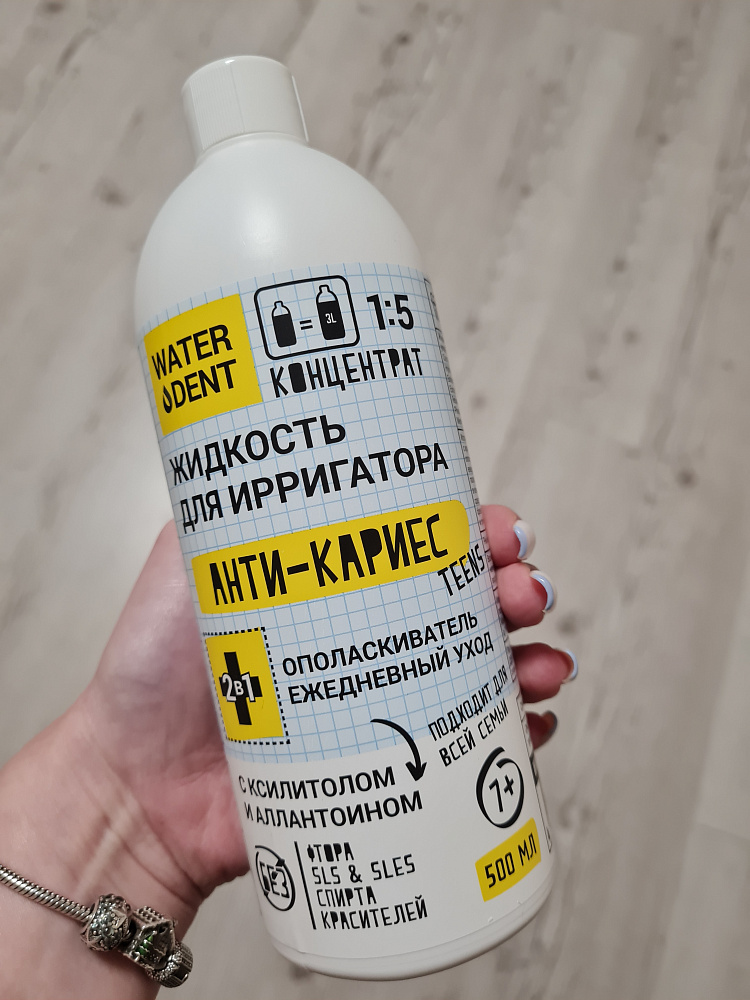 WATER
DENT
= 3L
1:5
КОНЦЕНТРАТ
ЖИДКОСТЬ
ДЛЯ ИРРИГАТОРА
АНТИ-КАРИЕС
TEENS
2в1
ОПОЛАСКИВАТЕЛЬ
ЕЖЕДНЕВНЫЙ УХОД
ПОДХОДИТ ДЛЯ
ВСЕЙ СЕМЬИ
7+
С КСИЛИТОЛОМ
И АЛЛАНТОИНОМ
БЕЗ
ФТОРА
SLS & SLES
СПИРТА
КРАСИТЕЛЕЙ
500 МЛ